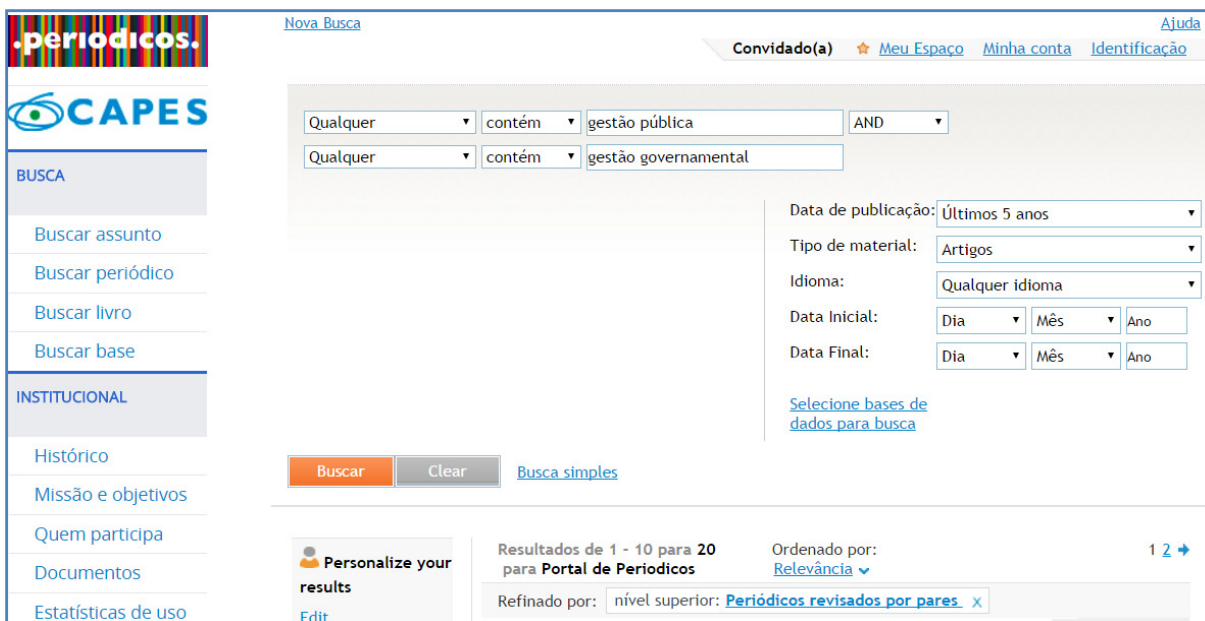 .periodicos.
CAPES
BUSCA
Buscar assunto
Buscar periódico
Buscar livro
Buscar base
INSTITUCIONAL
Histórico
Missão e objetivos
Quem participa
Documentos
Estatísticas de uso
Nova Busca
Ajuda
Convidado(a) Meu Espaço Minha conta Identificação
Qualquer contém gestão pública AND
Qualquer contém gestão governamental
Data de publicação: Últimos 5 anos
Tipo de material: Artigos
Idioma: Qualquer idioma
Data Inicial: Dia Mês Ano
Data Final: Dia Mês Ano
Selecione bases de
dados para busca
Buscar Clear Busca simples
Personalize your
results
Edit
Resultados de 1 - 10 para 20
para Portal de Periodicos
Ordenado por:
Relevância
1 2
Refinado por: nível superior: Periódicos revisados por pares x